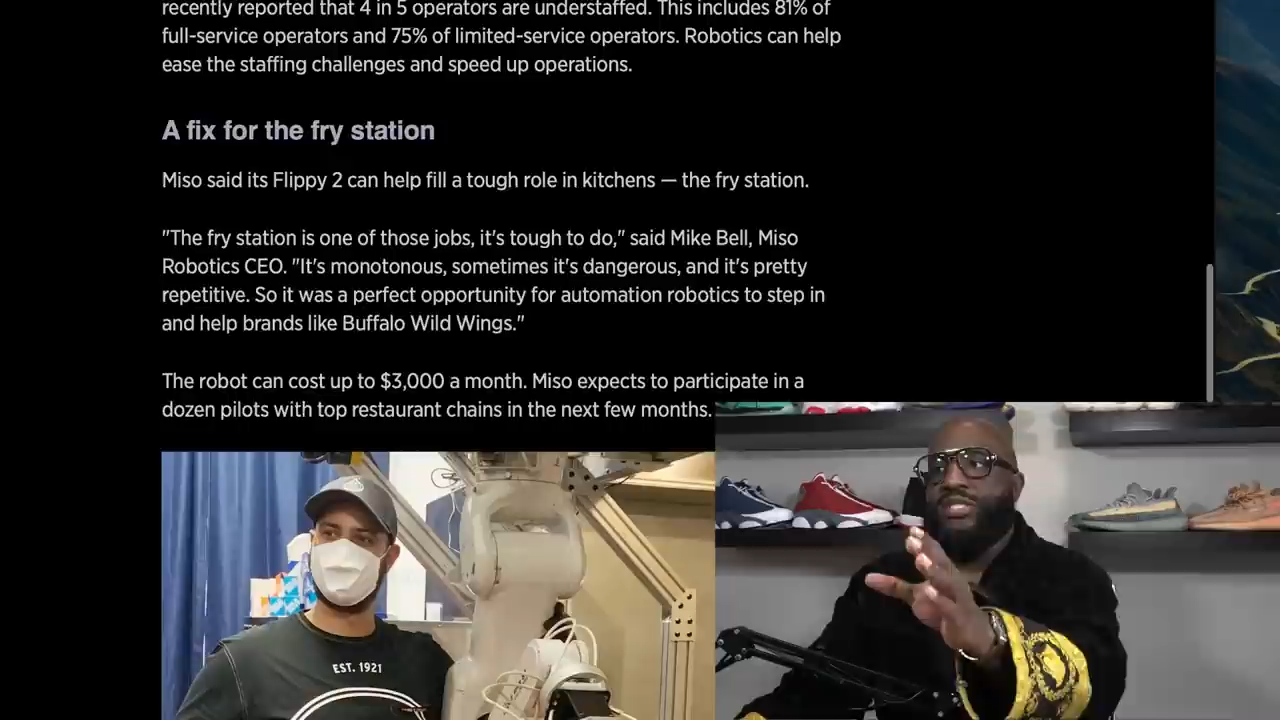 recently reported that 4 in 5 operators are understaffed. This includes 81% of
full-service operators and 75% of limited-service operators. Robotics can help
ease the staffing challenges and speed up operations.
A fix for the fry station
Miso said its Flippy 2 can help fill a tough role in kitchens — the fry station.
"The fry station is one of those jobs, it's tough to do," said Mike Bell, Miso
Robotics CEO. "It's monotonous, sometimes it's dangerous, and it's pretty
repetitive. So it was a perfect opportunity for automation robotics to step in
and help brands like Buffalo Wild Wings."
The robot can cost up to $3,000 a month. Miso expects to participate in a
dozen pilots with top restaurant chains in the next few months.
EST. 1921